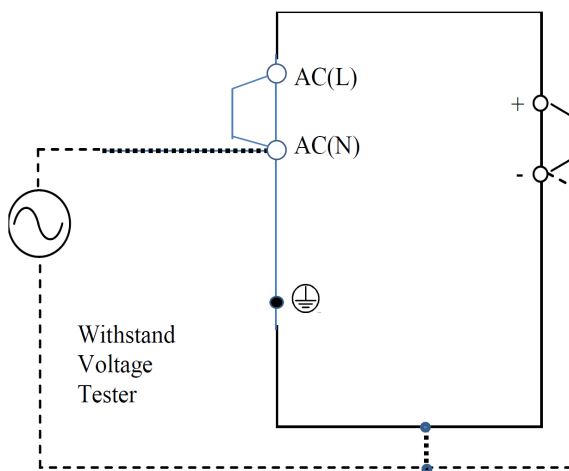 AC(L)
+
AC(N)
-
Withstand
Voltage
Tester